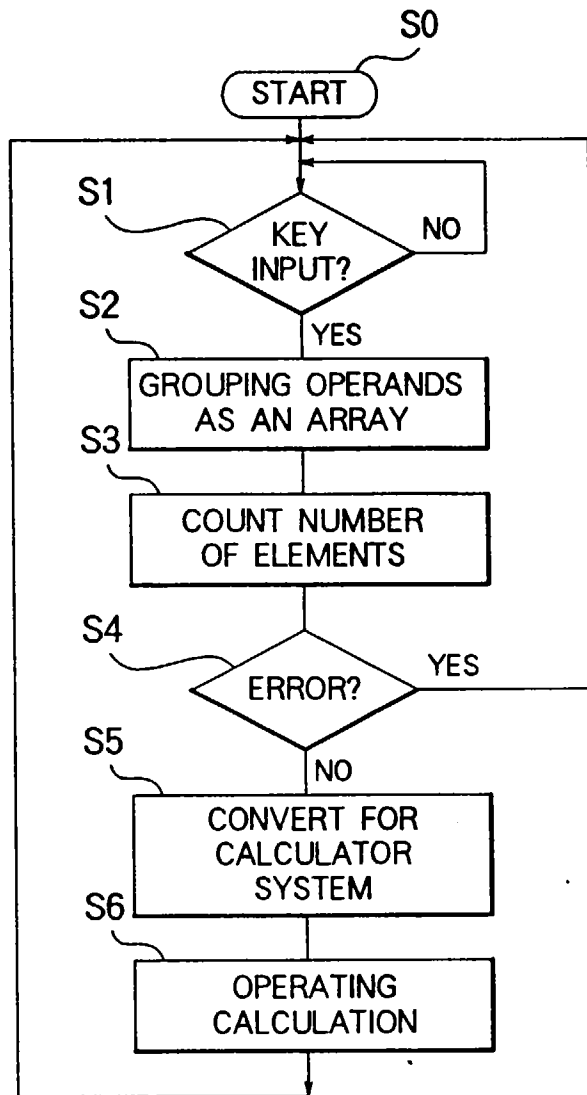 S0
START
S1
KEY
INPUT?
NO
YES
S2
GROUPING OPERANDS
AS AN ARRAY
S3
COUNT NUMBER
OF ELEMENTS
S4
ERROR?
YES
NO
S5
CONVERT FOR
CALCULATOR
SYSTEM
S6
OPERATING
CALCULATION